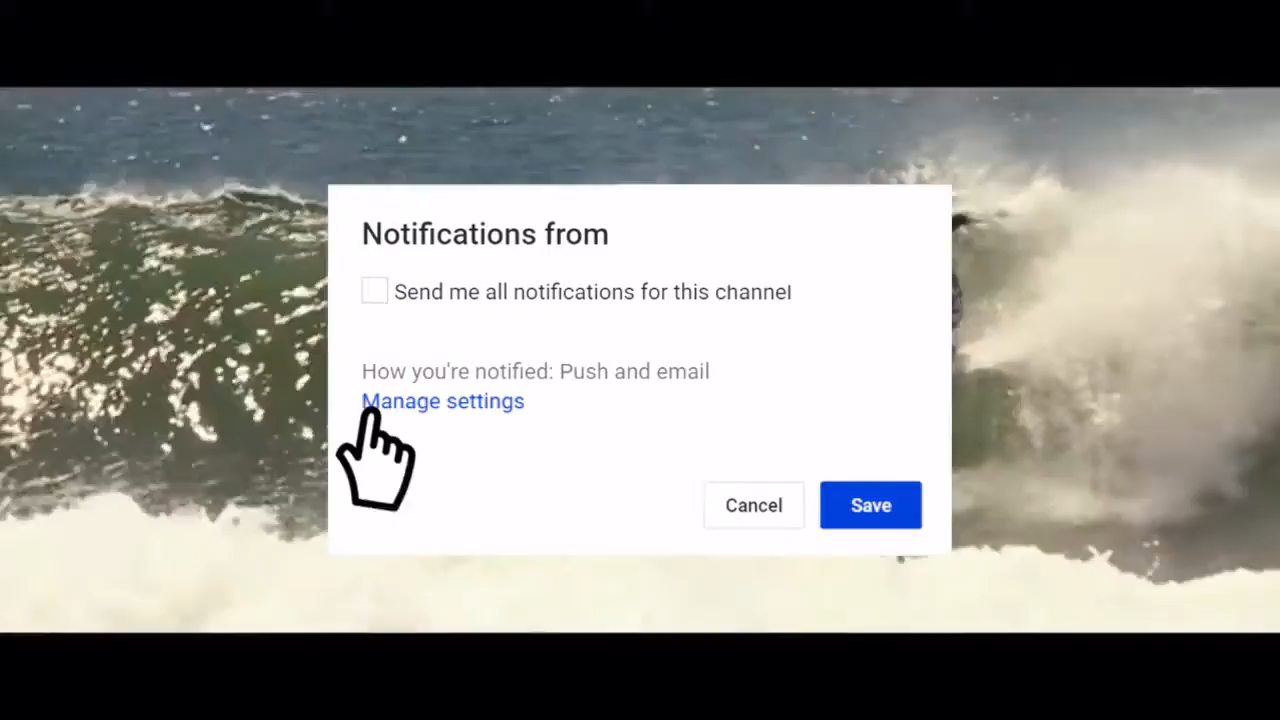 Notifications from
Send me all notifications for this channel
How you're notified: Push and email
Manage settings
Cancel
Save